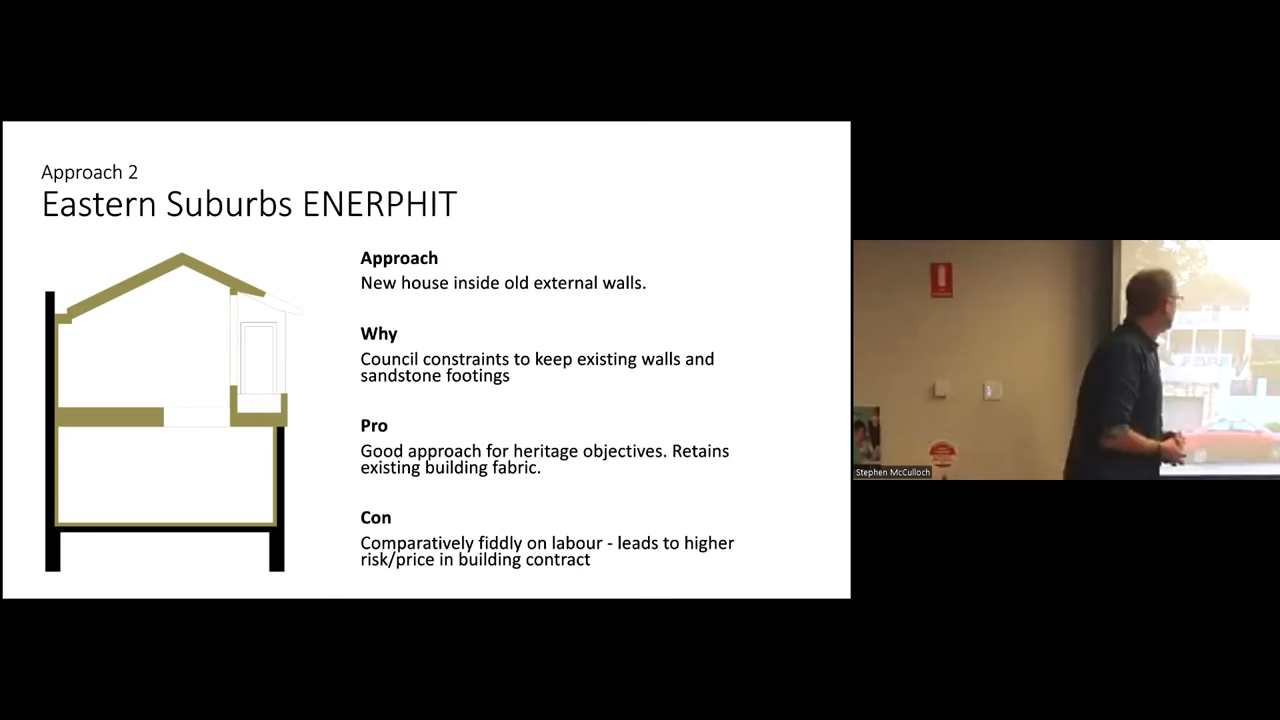 Approach 2
Eastern Suburbs ENERPHIT
Approach
New house inside old external walls.
Why
Council constraints to keep existing walls and
sandstone footings
Pro
Good approach for heritage objectives. Retains
existing building fabric.
Con
Comparatively fiddly on labour - leads to higher
risk/price in building contract
Stephen McCulloch